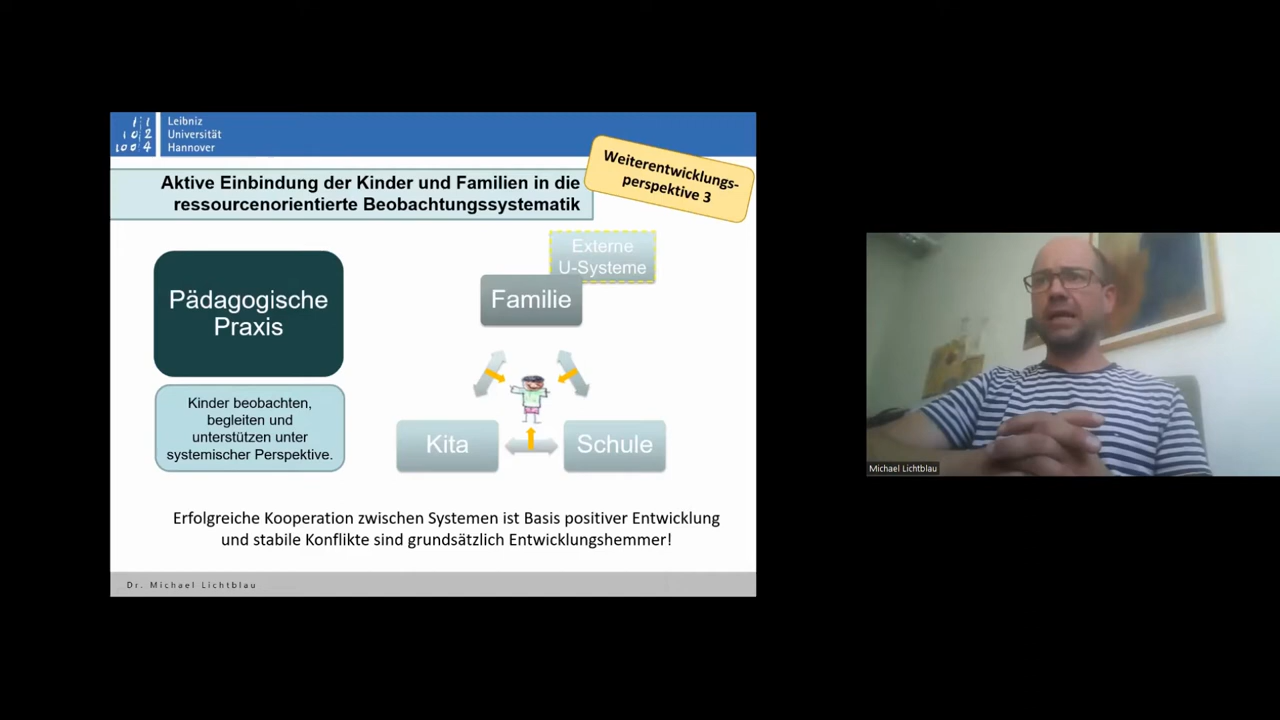 Leibniz
Universität
Hannover
Weiterentwicklungs-
perspektive 3
Aktive Einbindung der Kinder und Familien in die
ressourcenorientierte Beobachtungssystematik
Externe
U-Systeme
Familie
Pädagogische
Praxis
Kinder beobachten,
begleiten und
unterstützen unter
systemischer Perspektive.
Kita
Schule
Erfolgreiche Kooperation zwischen Systemen ist Basis positiver Entwicklung
und stabile Konflikte sind grundsätzlich Entwicklungshemmer!
Dr. Michael Lichtblau
Michael Lichtblau